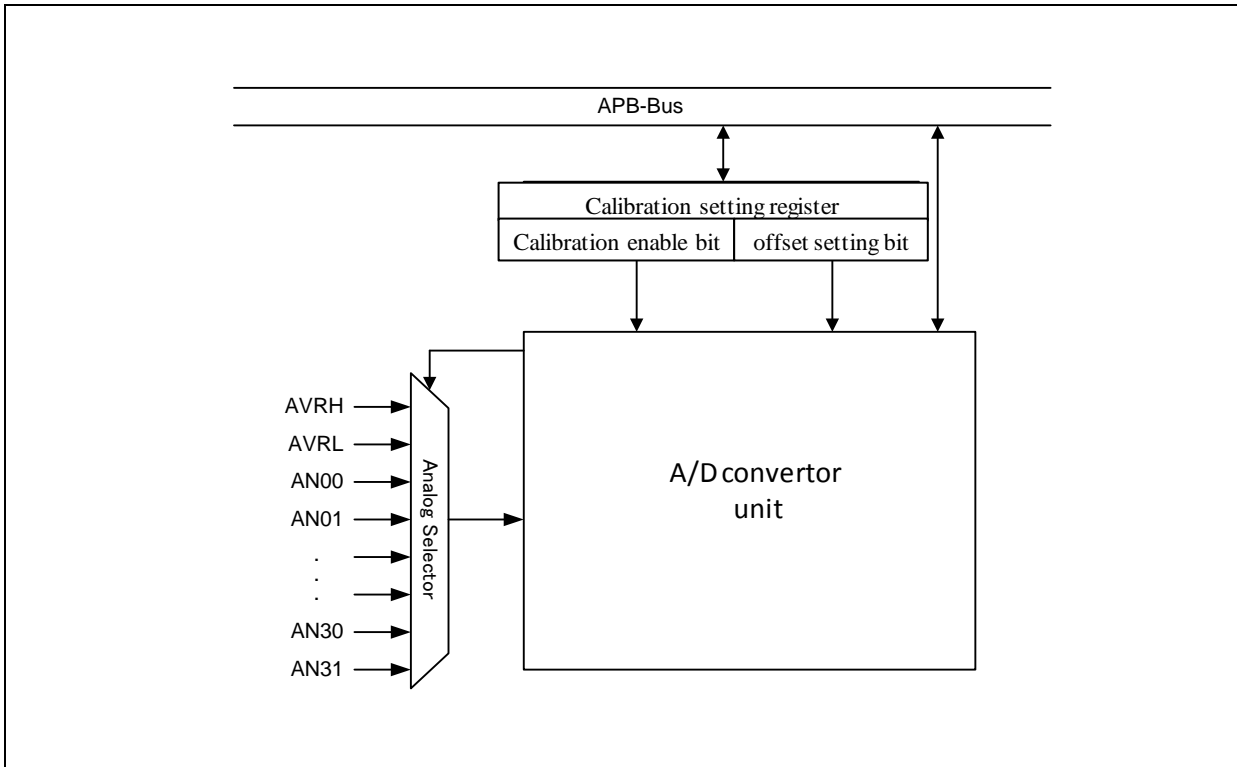 APB-Bus
Calibration setting register
Calibration enable bit
offset setting bit
AVRH
AVRL
AN00
AN01
.
.
.
AN30
AN31
Analog Selector
A/D convertor
unit